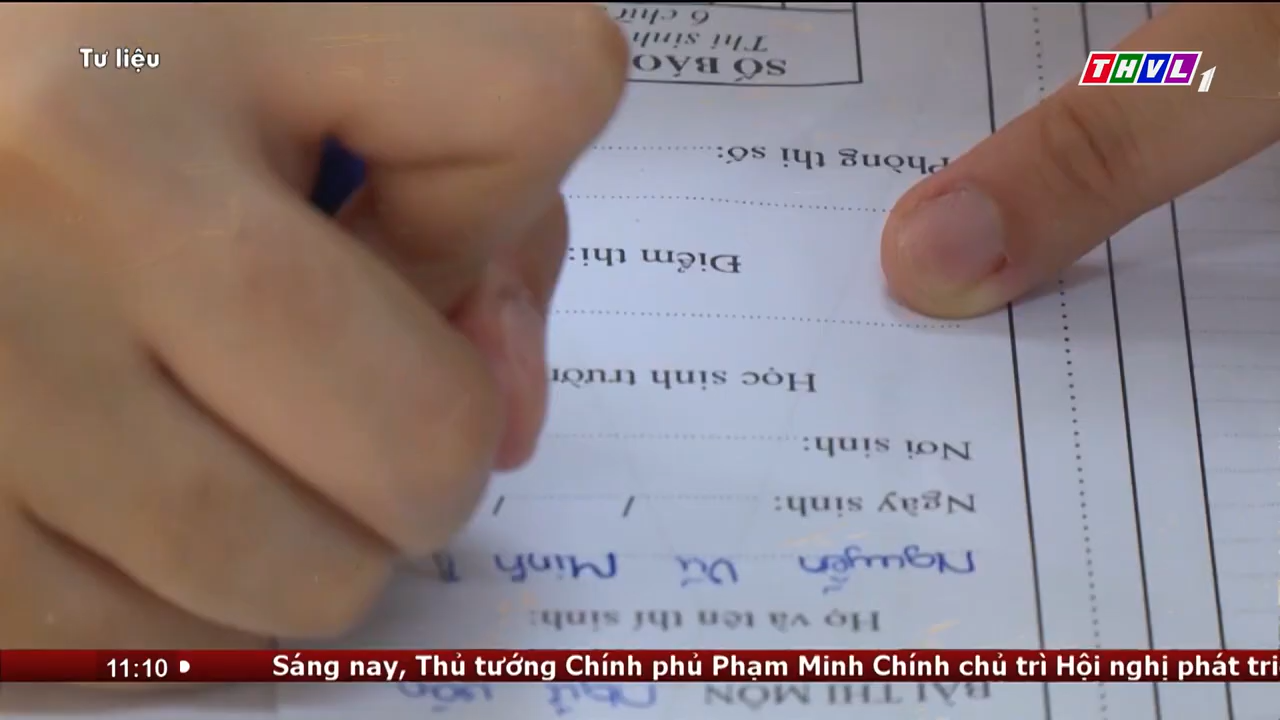 Tư liệu
THVL1
BÀI THI MÔN Ngữ văn
Họ và tên thí sinh:
Nguyễn Vũ Minh
Ngày sinh: / /
Nơi sinh:
Học sinh trườn
Điểm thi:
Phòng thi số:
SỐ BÁO
Thí sinh
6 chữ
11:10 Sáng nay, Thủ tướng Chính phủ Phạm Minh Chính chủ trì Hội nghị phát tri